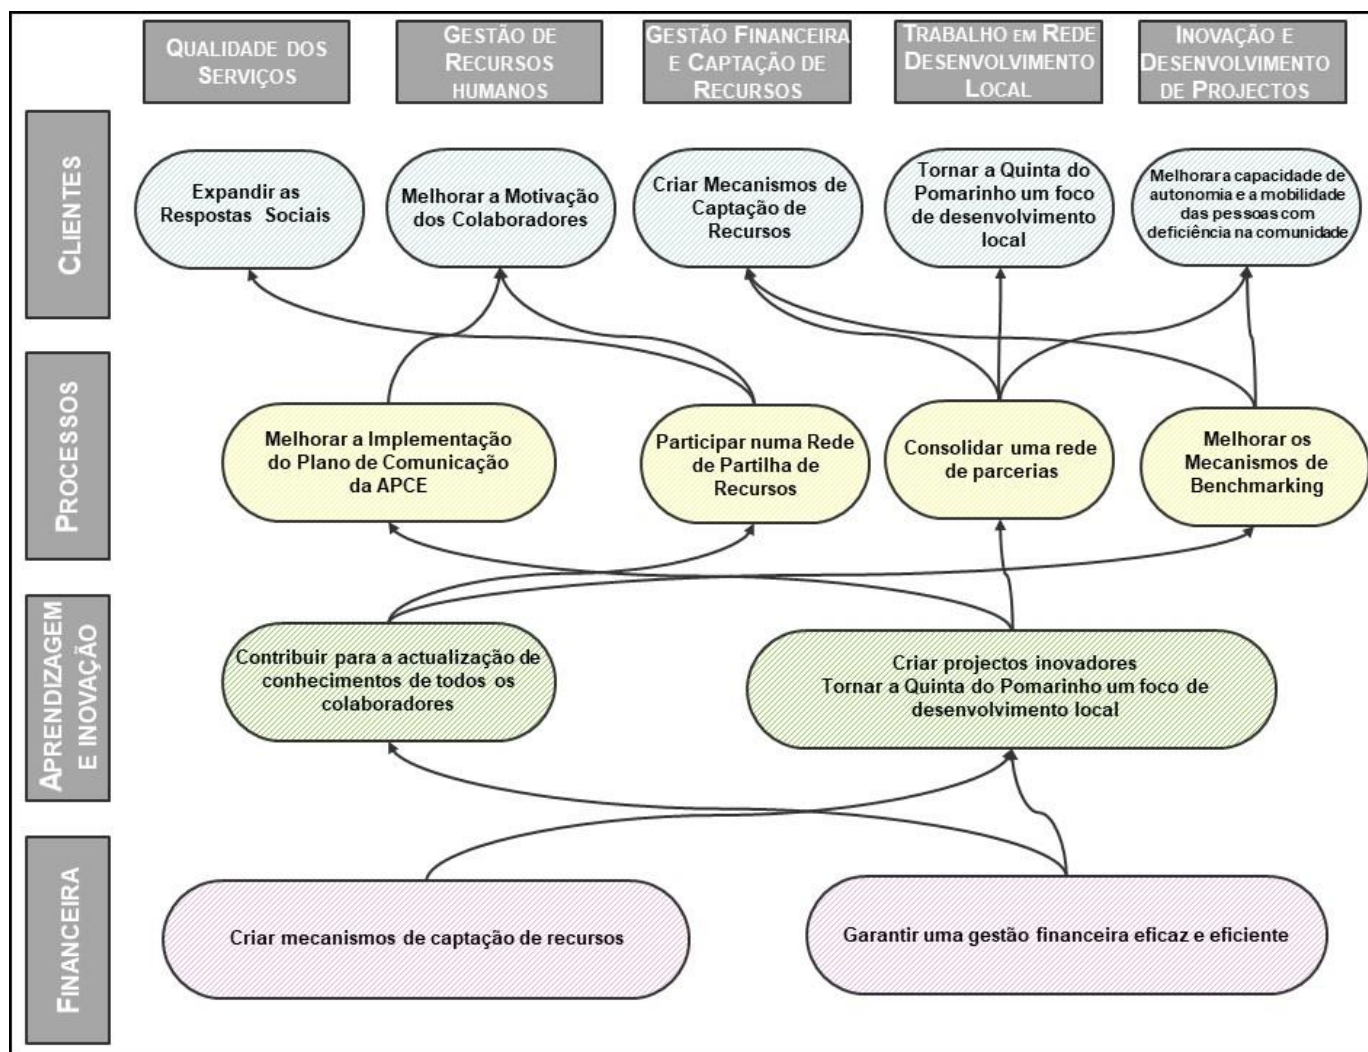 QUALIDADE DOS
SERVIÇOS
GESTÃO DE
RECURSOS
HUMANOS
GESTÃO FINANCEIRA
E CAPTAÇÃO DE
RECURSOS
TRABALHO EM REDE
DESENVOLVIMENTO
LOCAL
INOVAÇÃO E
DESENVOLVIMENTO
DE PROJECTOS
CLIENTES
Expandir as
Respostas Sociais
Melhorar a Motivação
dos Colaboradores
Criar Mecanismos de
Captação de
Recursos
Tornar a Quinta do
Pomarinho um foco
de desenvolvimento
local
Melhorar a capacidade de
autonomia e a mobilidade
das pessoas com
deficiência na comunidade
PROCESSOS
Melhorar a Implementação
do Plano de Comunicação
da APCE
Participar numa Rede
de Partilha de
Recursos
Consolidar uma rede
de parcerias
Melhorar os
Mecanismos de
Benchmarking
APRENDIZAGEM
E INOVAÇÃO
Contribuir para a actualização de
conhecimentos de todos os
colaboradores
Criar projectos inovadores
Tornar a Quinta do Pomarinho um foco de
desenvolvimento local
FINANCEIRA
Criar mecanismos de captação de recursos
Garantir uma gestão financeira eficaz e eficiente